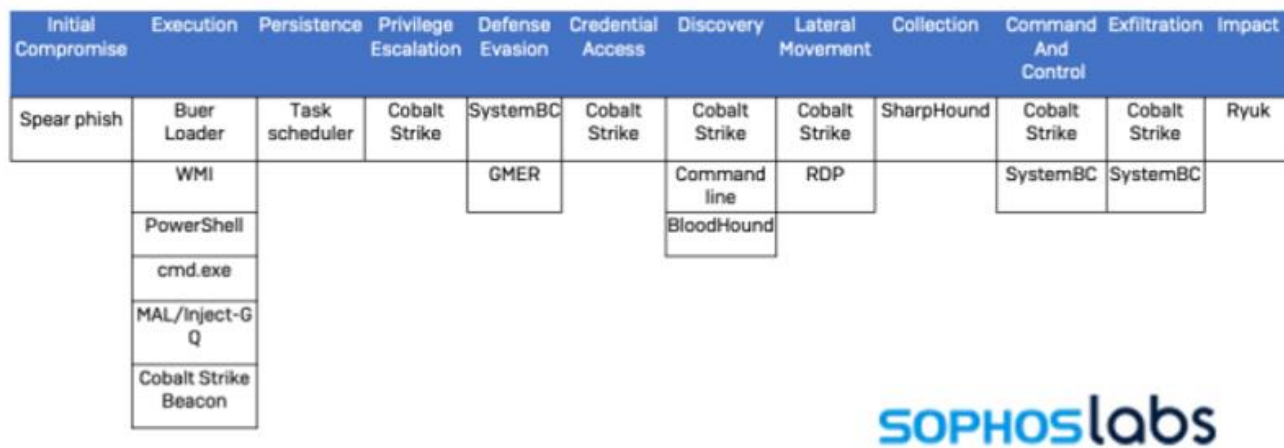 Initial Compromise Execution Persistence Privilege Escalation Defense Evasion Credential Access Discovery Lateral Movement Collection Command And Control Exfiltration Impact
Spear phish Buer Loader Task scheduler Cobalt Strike SystemBC Cobalt Strike Cobalt Strike Cobalt Strike SharpHound Cobalt Strike Cobalt Strike Ryuk
WMI GMER Command line RDP SystemBC SystemBC
PowerShell BloodHound
cmd.exe
MAL/Inject-G
Q
Cobalt Strike
Beacon
SOPHOSlabs